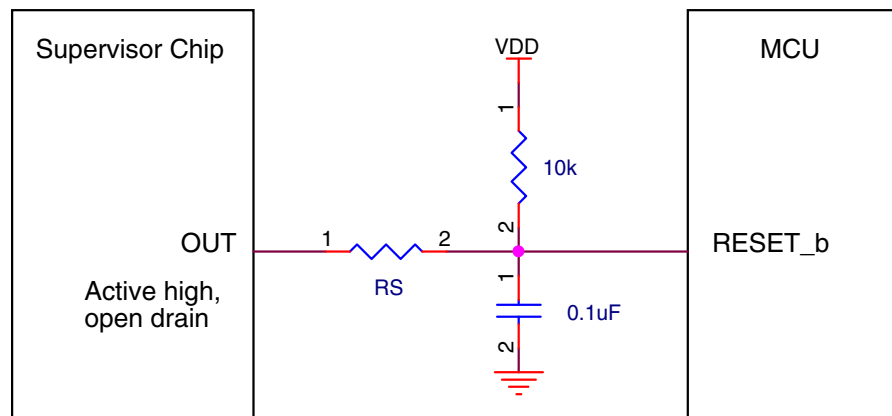 Supervisor Chip
VDD
MCU
1
10k
2
OUT
1
2
RESET_b
RS
1
Active high,
open drain
0.1uF
2